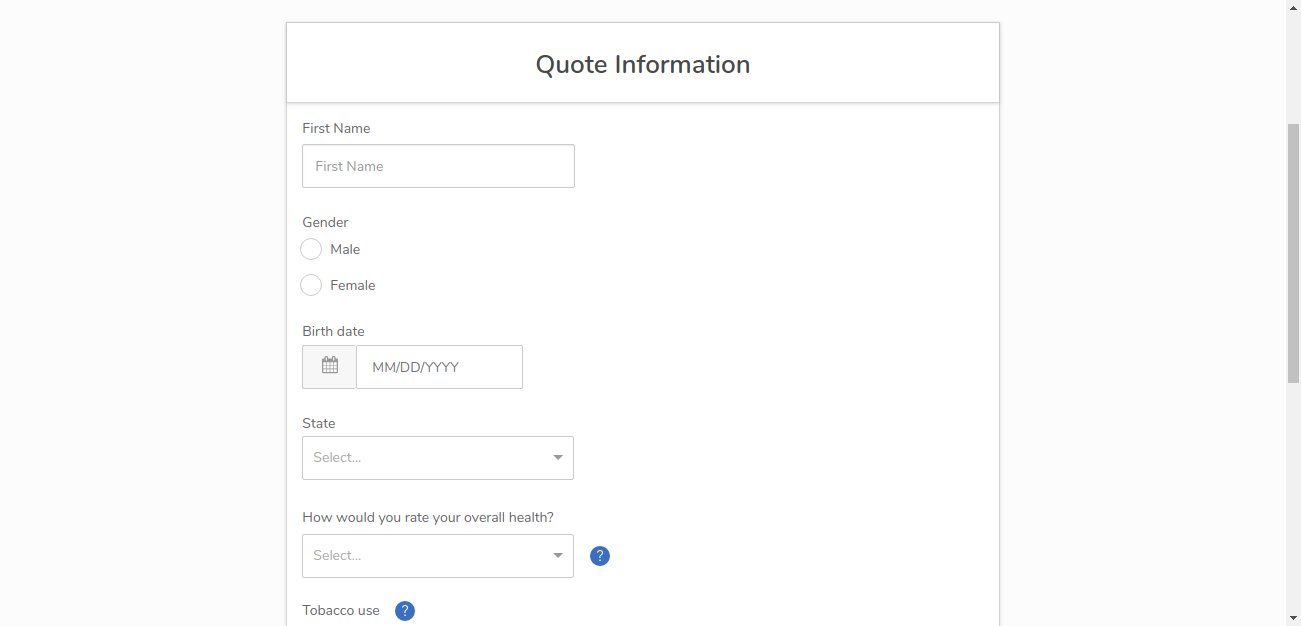 Quote Information
First Name
First Name
Gender
Male
Female
Birth date
MM/DD/YYYY
State
Select...
How would you rate your overall health?
Select...
?
Tobacco use ?